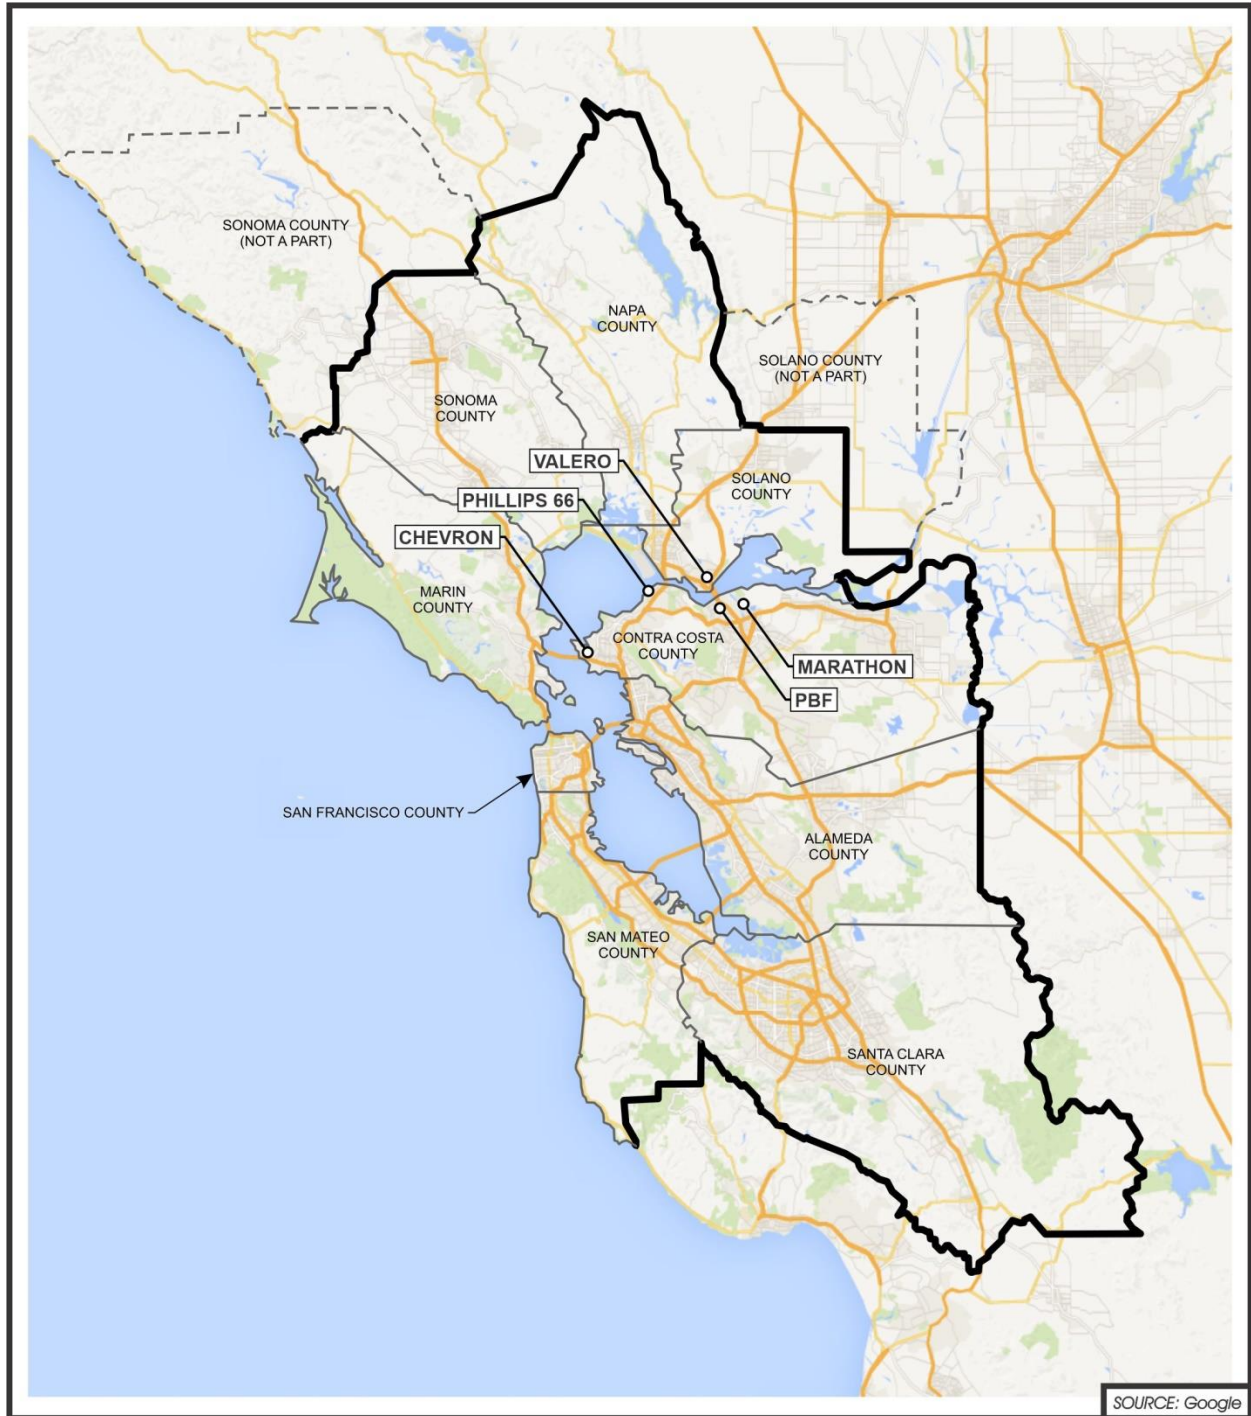 SONOMA COUNTY
(NOT A PART)
NAPA
COUNTY
SOLANO COUNTY
(NOT A PART)
SONOMA
COUNTY
VALERO
SOLANO
COUNTY
PHILLIPS 66
CHEVRON
MARIN
COUNTY
CONTRA COSTA
COUNTY
MARATHON
PBF
SAN FRANCISCO COUNTY
ALAMEDA
COUNTY
SAN MATEO
COUNTY
SANTA CLARA
COUNTY
SOURCE: Google